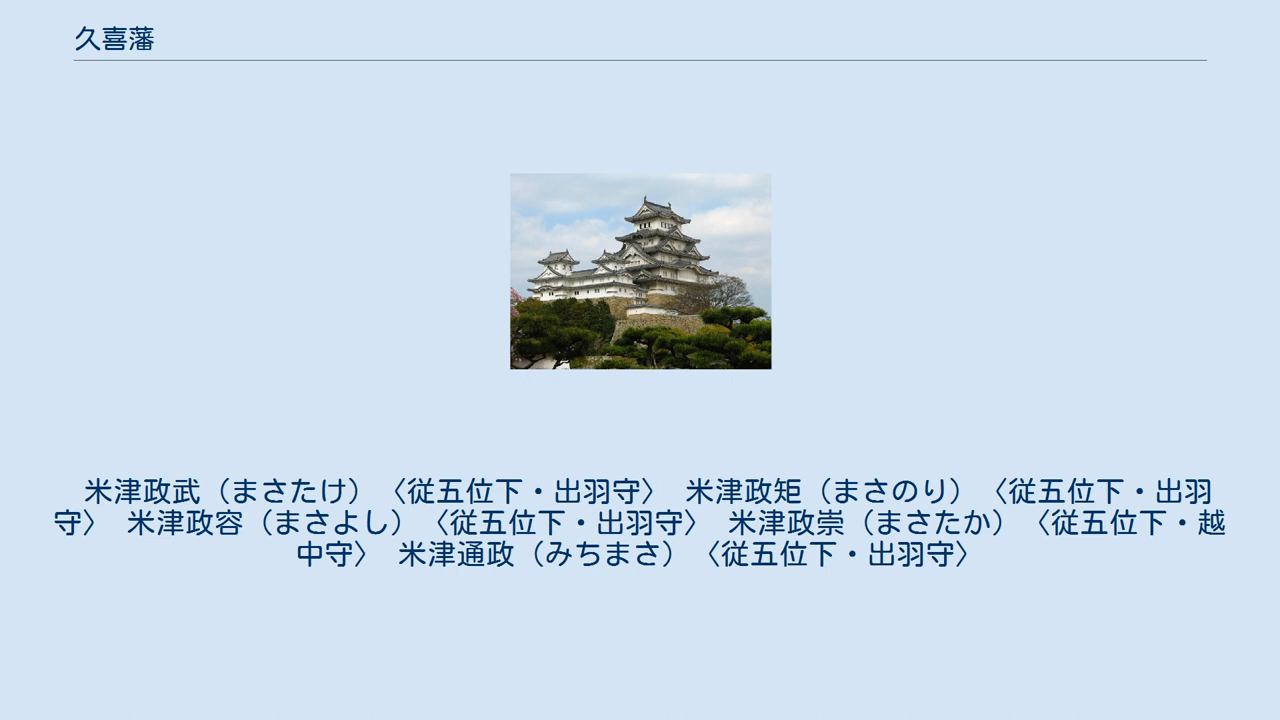 久喜藩
米津政武（まさたけ）〈従五位下・出羽守〉 米津政矩（まさのり）〈従五位下・出羽
守〉 米津政容（まさよし）〈従五位下・出羽守〉 米津政崇（まさたか）〈従五位下・越
中守〉 米津通政（みちまさ）〈従五位下・出羽守〉